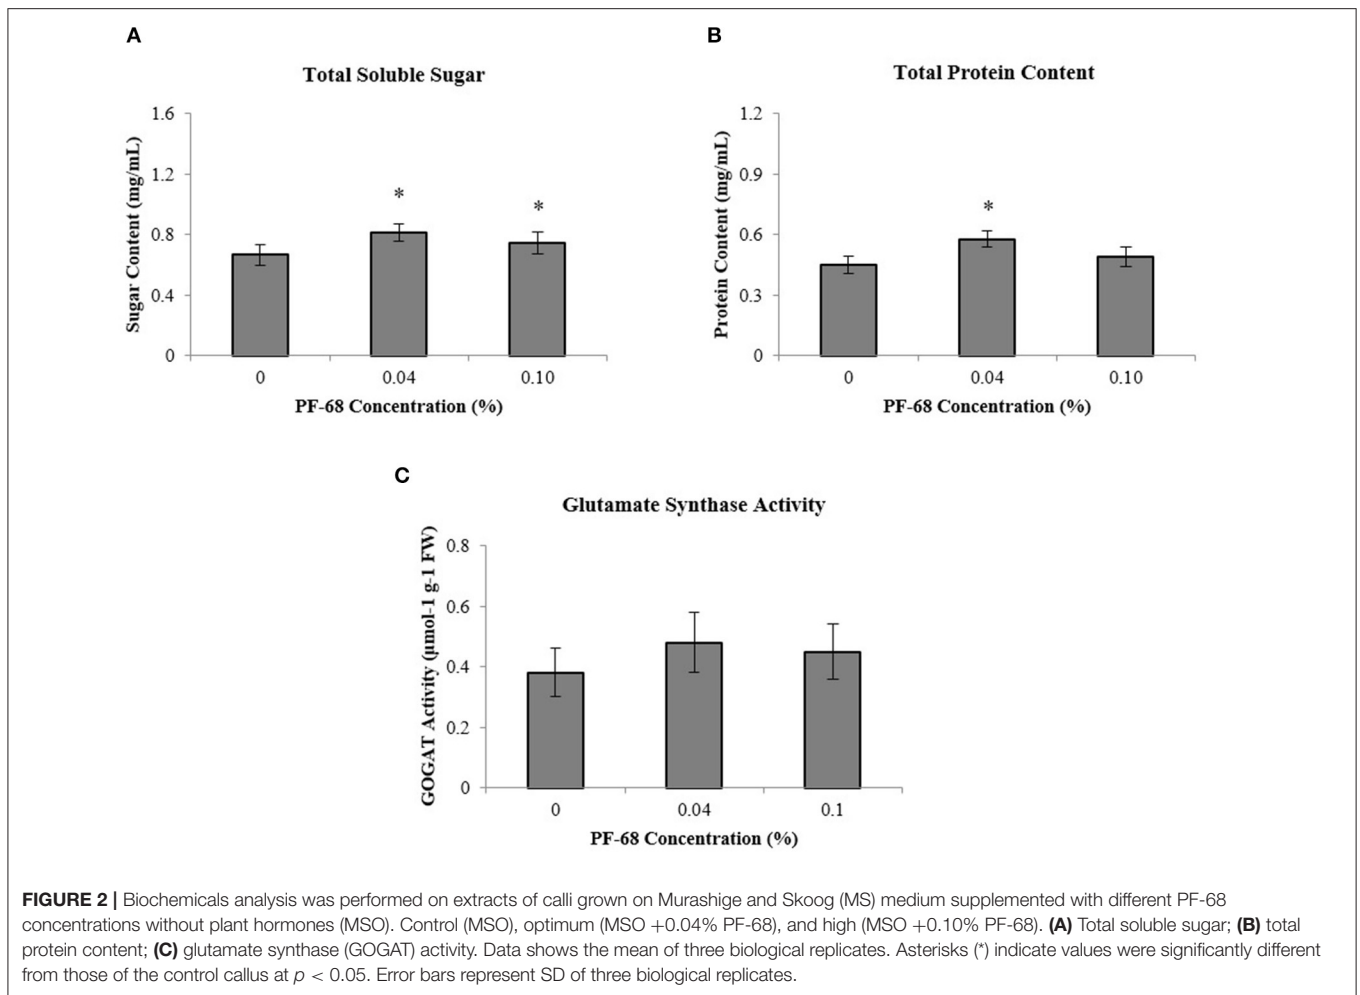 A
Total Soluble Sugar
Sugar Content (mg/mL)
1.6
1.2
0.8
0.4
0
*
*
0 0.04 0.10
PF-68 Concentration (%)
B
Total Protein Content
Protein Content (mg/mL)
1.2
0.9
0.6
0.3
0
*
0 0.04 0.10
PF-68 Concentration (%)
C
Glutamate Synthase Activity
GOGAT Activity (µmol-1 g-1 FW)
0.8
0.6
0.4
0.2
0
0 0.04 0.1
PF-68 Concentration (%)
FIGURE 2 | Biochemicals analysis was performed on extracts of calli grown on Murashige and Skoog (MS) medium supplemented with different PF-68
concentrations without plant hormones (MSO). Control (MSO), optimum (MSO +0.04% PF-68), and high (MSO +0.10% PF-68). (A) Total soluble sugar; (B) total
protein content; (C) glutamate synthase (GOGAT) activity. Data shows the mean of three biological replicates. Asterisks (*) indicate values were significantly different
from those of the control callus at p < 0.05. Error bars represent SD of three biological replicates.